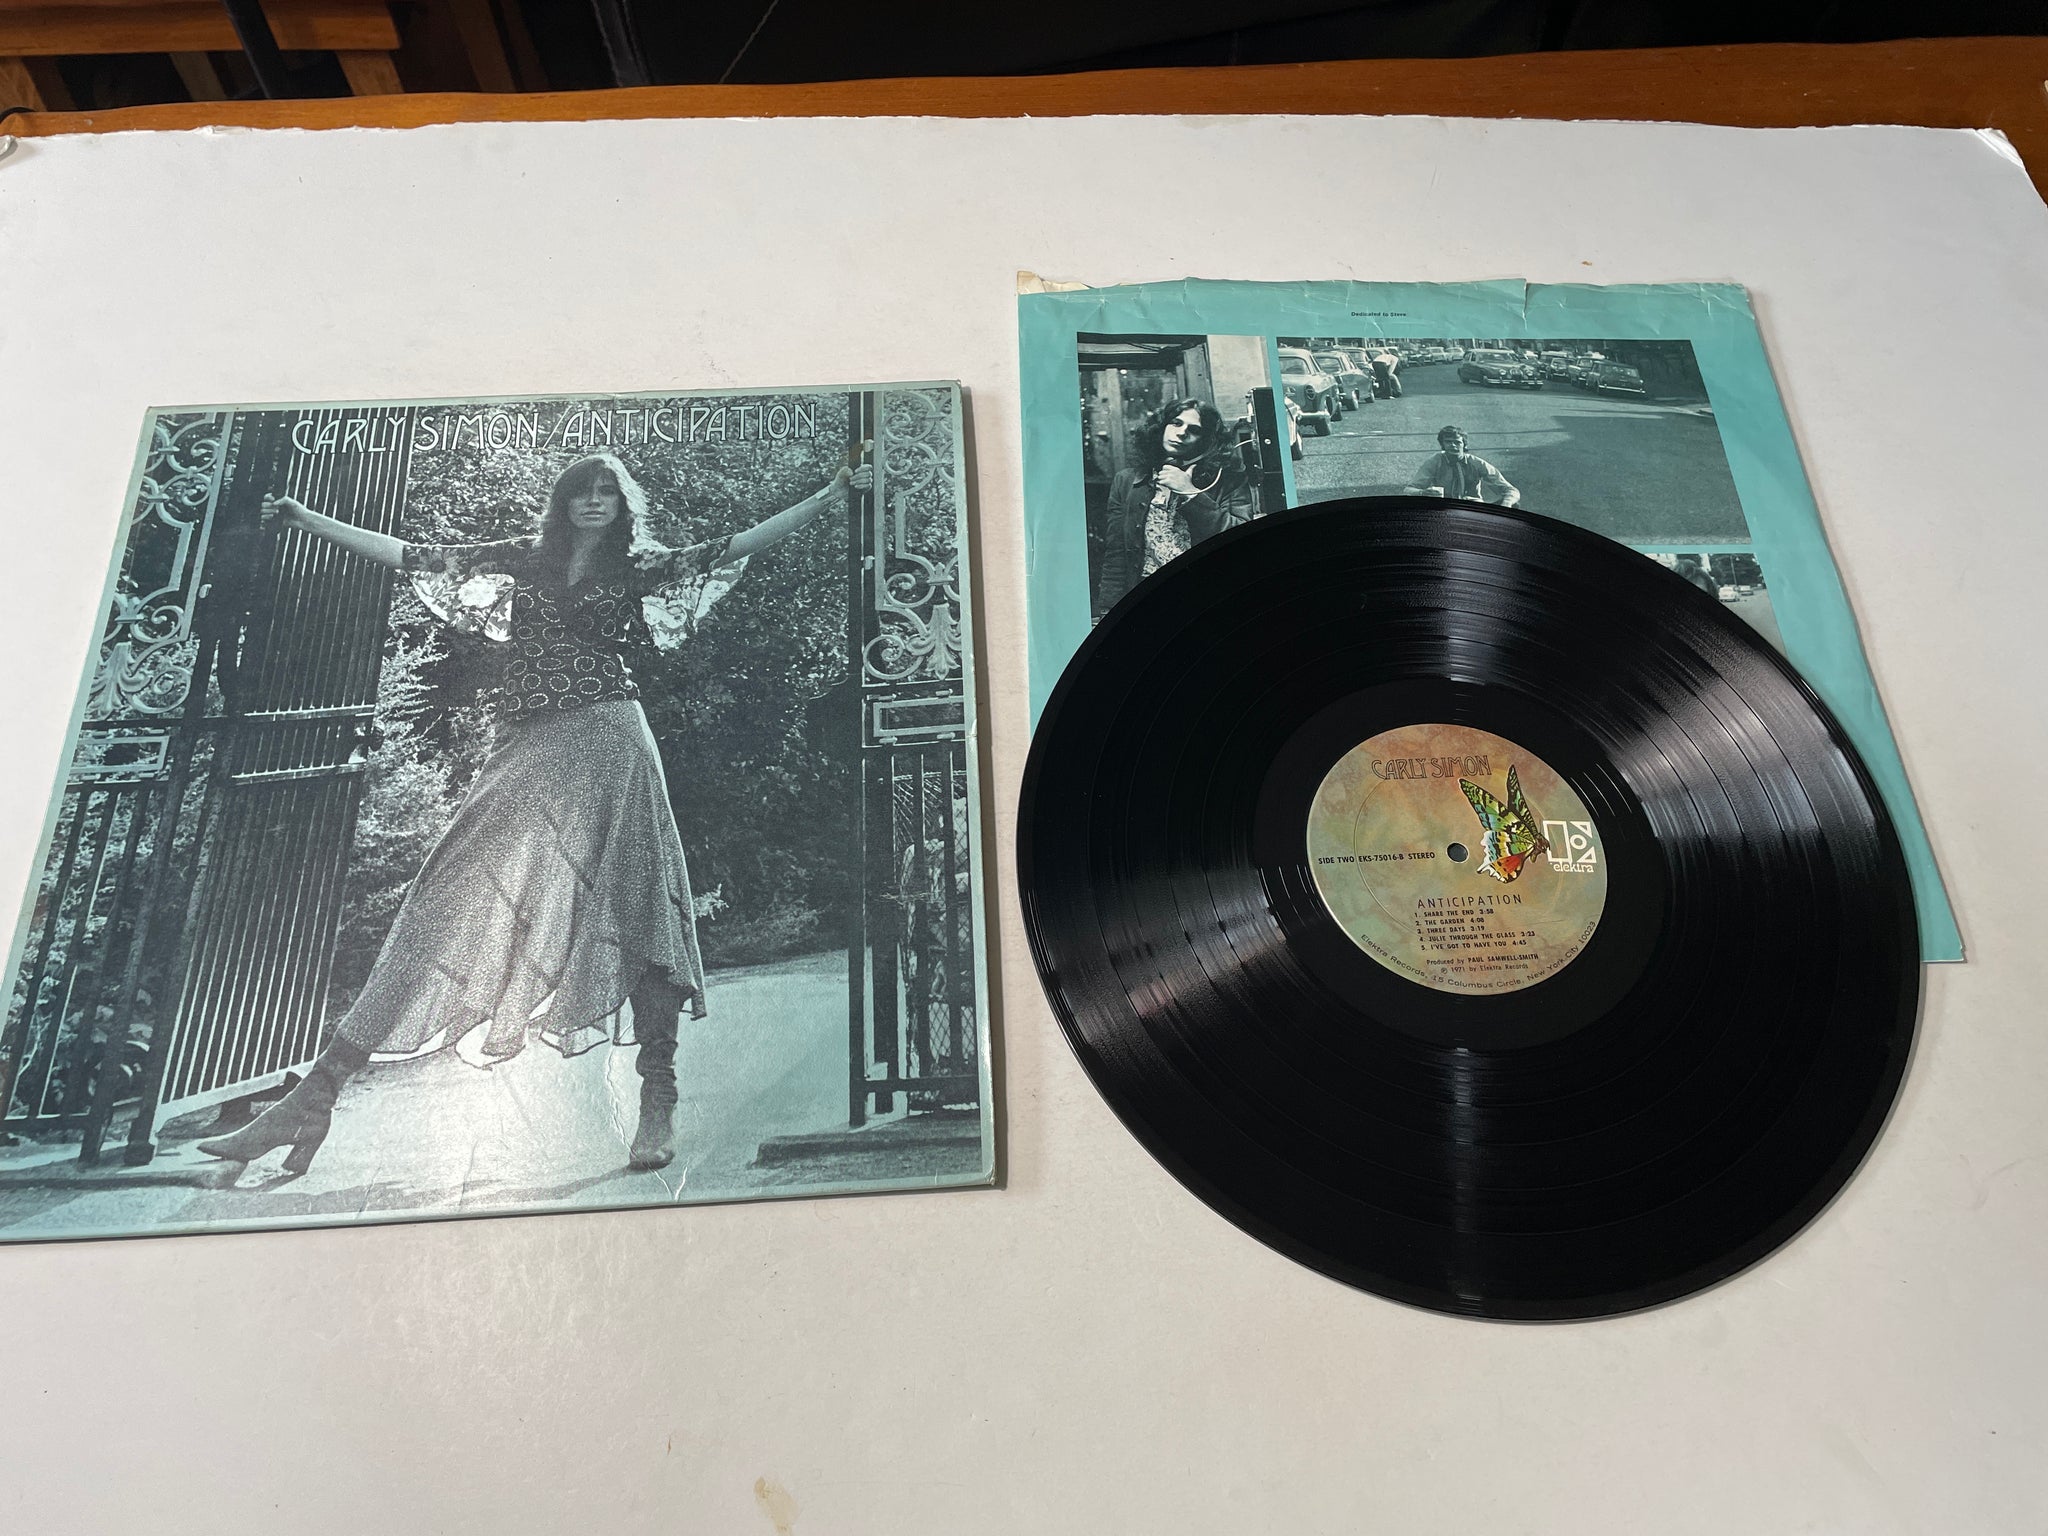 CARLY SIMON/ANTICIPATION
Dedicated to Steve
CARLY SIMON
SIDE TWO EKS-75016-B STEREO
elektra
ANTICIPATION
1. SHARE THE END 3:58
2. THE GARDEN 4:08
3. THREE DAYS 3:19
4. JULIE THROUGH THE GLASS 3:23
5. I'VE GOT TO HAVE YOU 4:45
Produced by PAUL SAMWELL-SMITH
℗ 1971 by Elektra Records
Elektra Records, 15 Columbus Circle, New York City 10023